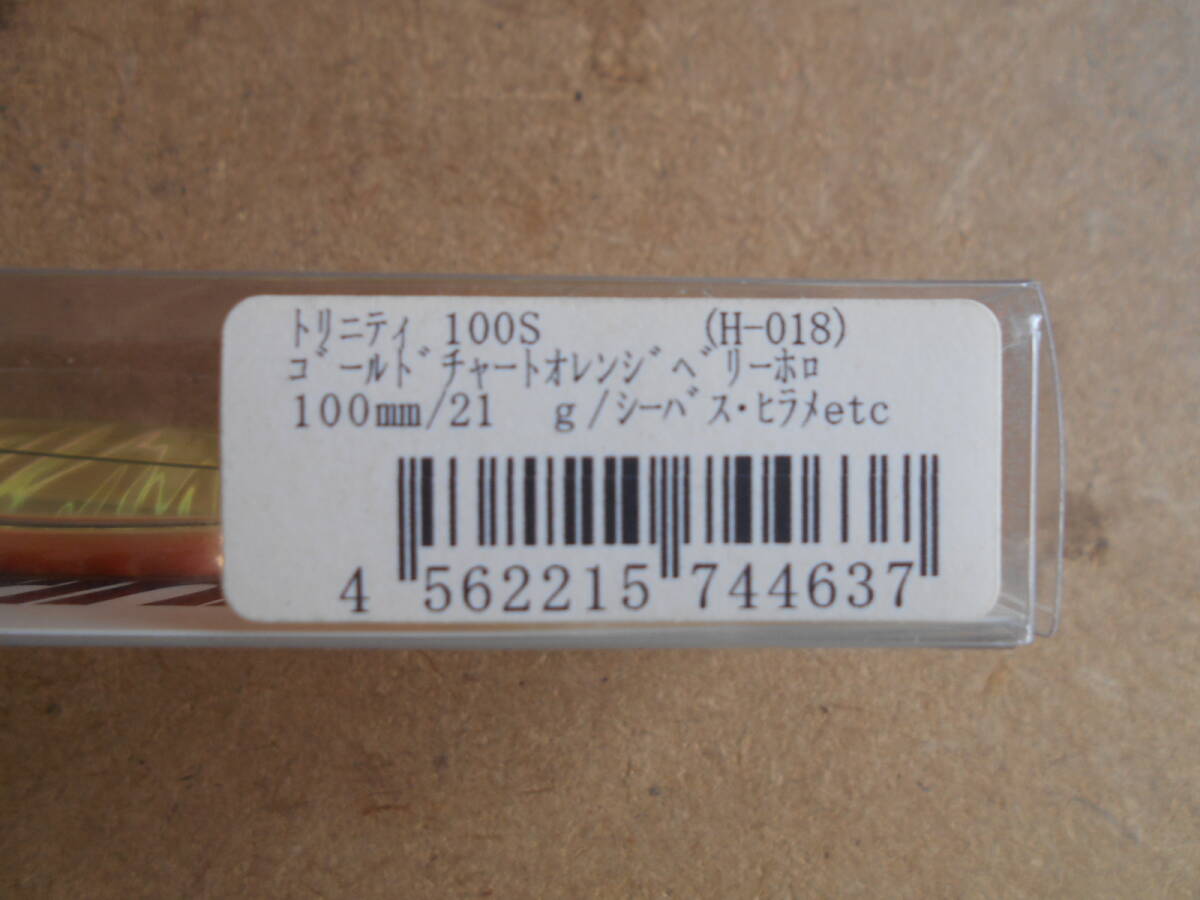 ﾄﾘﾆﾃｨ 100S (H-018)
ｺﾞｰﾙﾄﾞﾁｬｰﾄｵﾚﾝｼﾞﾍﾞﾘｰﾎﾛ
100mm/21 g/ｼｰﾊﾞｽ･ﾋﾗﾒetc
4 562215 744637